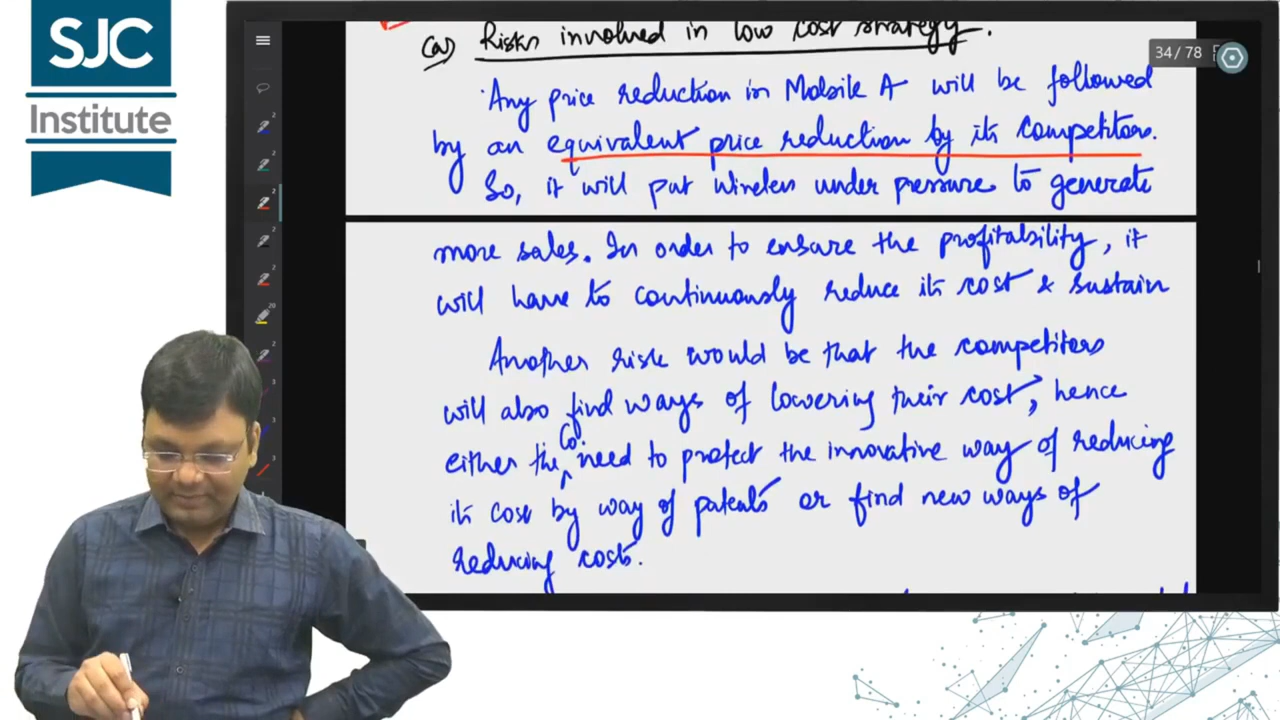 SJC
Institute
34 / 78
(a) Risks involved in low cost strategy.
Any price reduction in Mobile A will be followed
by an equivalent price reduction by its competitors.
So, it will put wireless under pressure to generate
more sales. In order to ensure the profitability, it
will have to continuously reduce its cost & sustain
Another risk would be that the competitors
will also find ways of lowering their cost, hence
either the Co. need to protect the innovative way of reducing
its cost by way of patents or find new ways of
reducing costs.